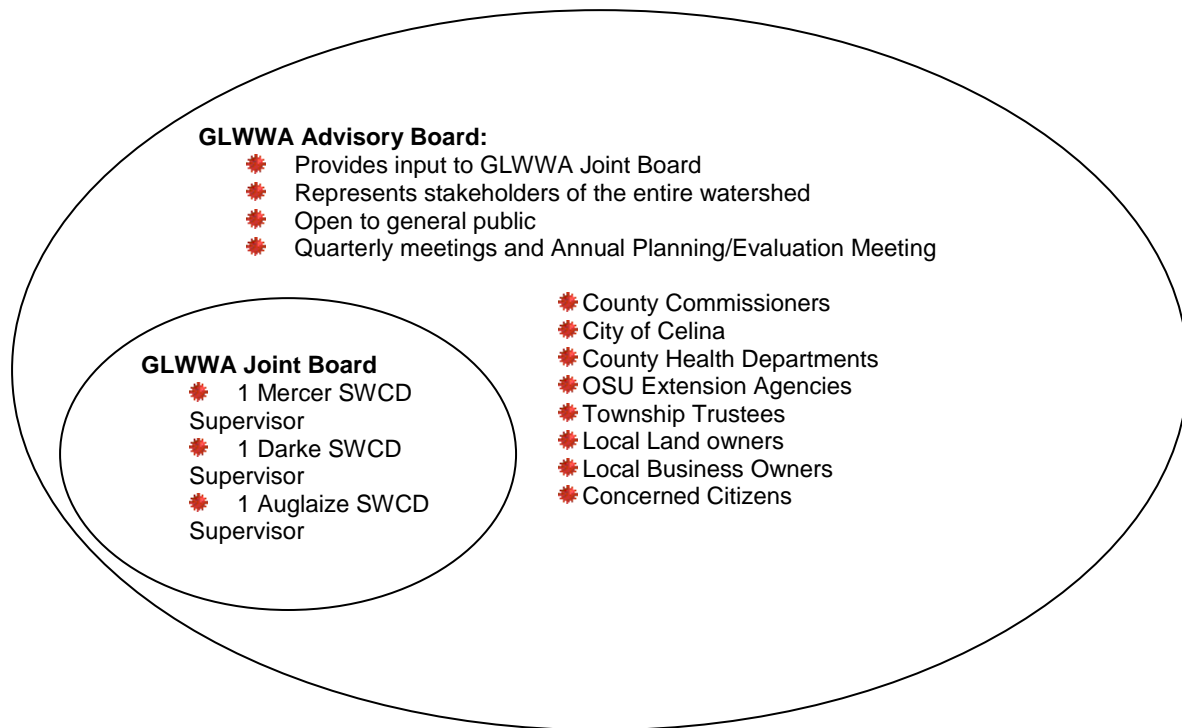 GLWWA Advisory Board:
Provides input to GLWWA Joint Board
Represents stakeholders of the entire watershed
Open to general public
Quarterly meetings and Annual Planning/Evaluation Meeting
GLWWA Joint Board
1 Mercer SWCD
Supervisor
1 Darke SWCD
Supervisor
1 Auglaize SWCD
Supervisor
County Commissioners
City of Celina
County Health Departments
OSU Extension Agencies
Township Trustees
Local Land owners
Local Business Owners
Concerned Citizens